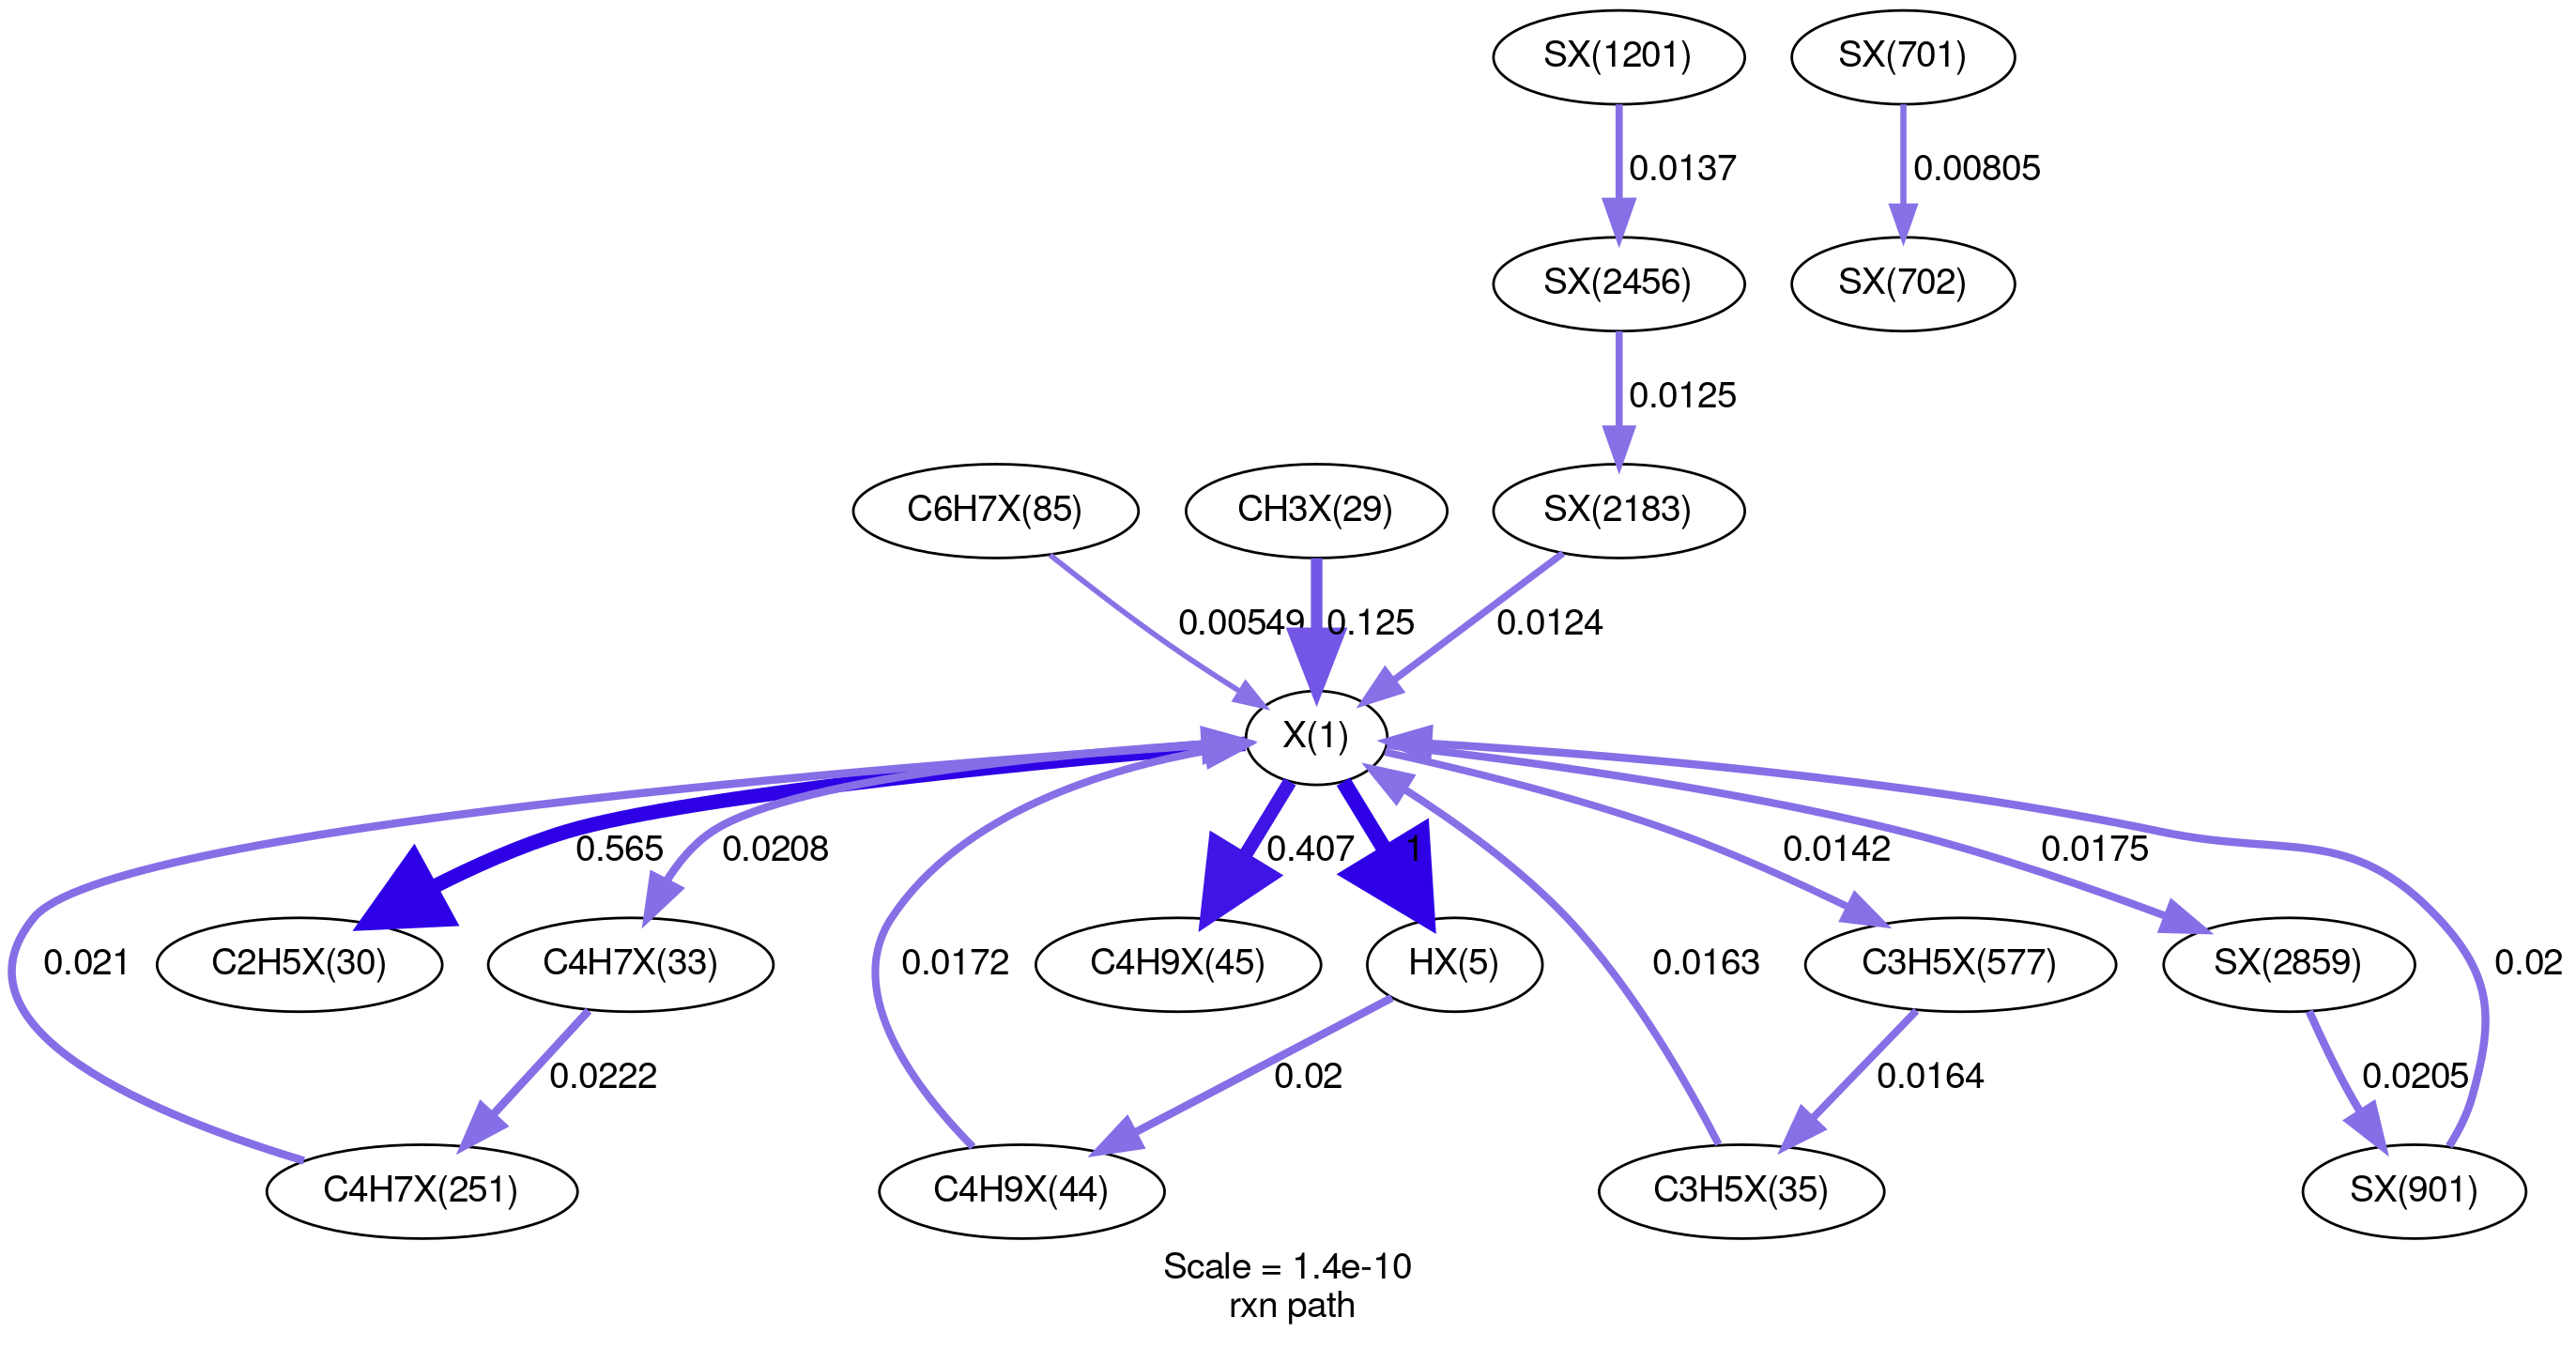 SX(1201)
SX(701)
0.0137
0.00805
SX(2456)
SX(702)
0.0125
C6H7X(85)
CH3X(29)
SX(2183)
0.00549
0.125
0.0124
X(1)
0.565
0.0208
0.407
1
0.0142
0.0175
0.021
C2H5X(30)
C4H7X(33)
0.0172
C4H9X(45)
HX(5)
0.0163
C3H5X(577)
SX(2859)
0.02
0.0222
0.02
0.0164
0.0205
C4H7X(251)
C4H9X(44)
C3H5X(35)
SX(901)
Scale = 1.4e-10
rxn path